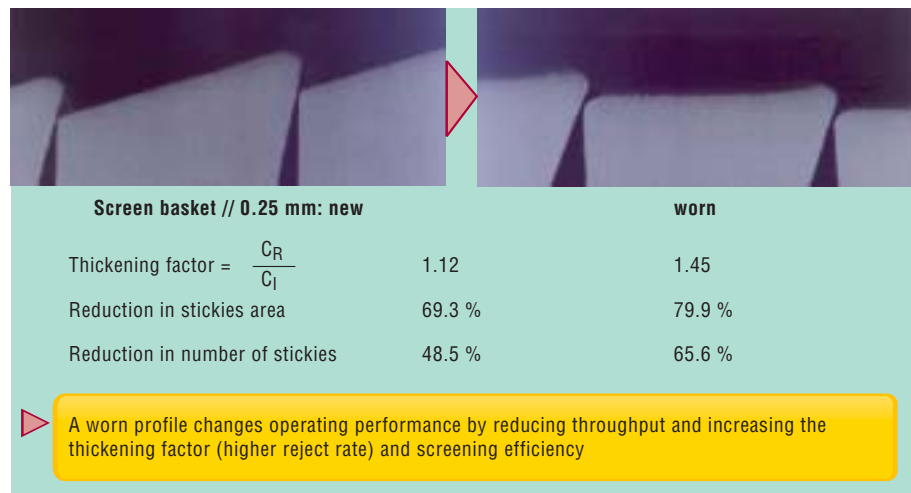 Screen basket // 0.25 mm: new worn
Thickening factor = CR / CI 1.12 1.45
Reduction in stickies area 69.3 % 79.9 %
Reduction in number of stickies 48.5 % 65.6 %
A worn profile changes operating performance by reducing throughput and increasing the
thickening factor (higher reject rate) and screening efficiency